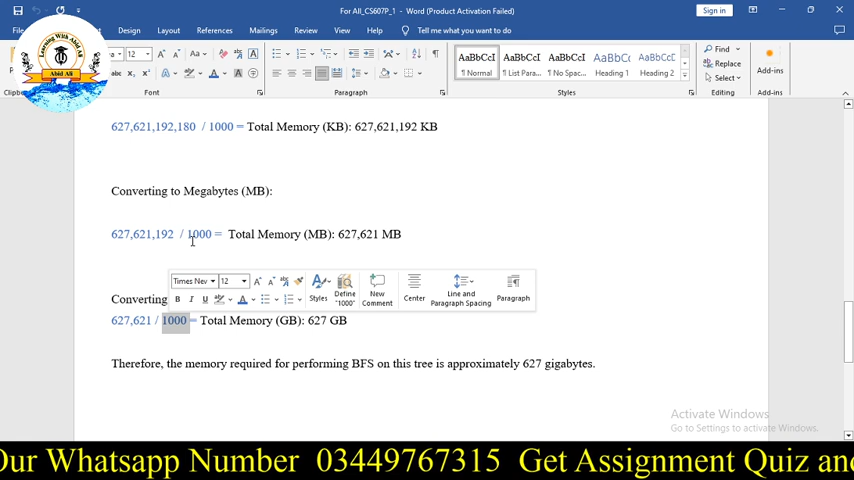 For All_CS607P_1 - Word (Product Activation Failed)
Sign in
Design Layout References Mailings Review View Help Tell me what you want to do
12 Aa
Font Paragraph Styles Editing Add-ins
AaBbCcI AaBbCcI AaBbCcI AaBbCc AaBbCcI
¶ Normal ¶ List Para... ¶ No Spac... Heading 1 Heading 2
Find
Replace
Select
Add-ins
Learning With Abid Ali
Abid Ali
627,621,192,180 / 1000 = Total Memory (KB): 627,621,192 KB
Converting to Megabytes (MB):
627,621,192 / 1000 = Total Memory (MB): 627,621 MB
Times Nev 12
B I U
Styles Define "1000" New Comment Center Line and Paragraph Spacing Paragraph
Converting
627,621 / 1000 = Total Memory (GB): 627 GB
Therefore, the memory required for performing BFS on this tree is approximately 627 gigabytes.
Activate Windows
Go to Settings to activate Windows.
Our Whatsapp Number 03449767315 Get Assignment Quiz and